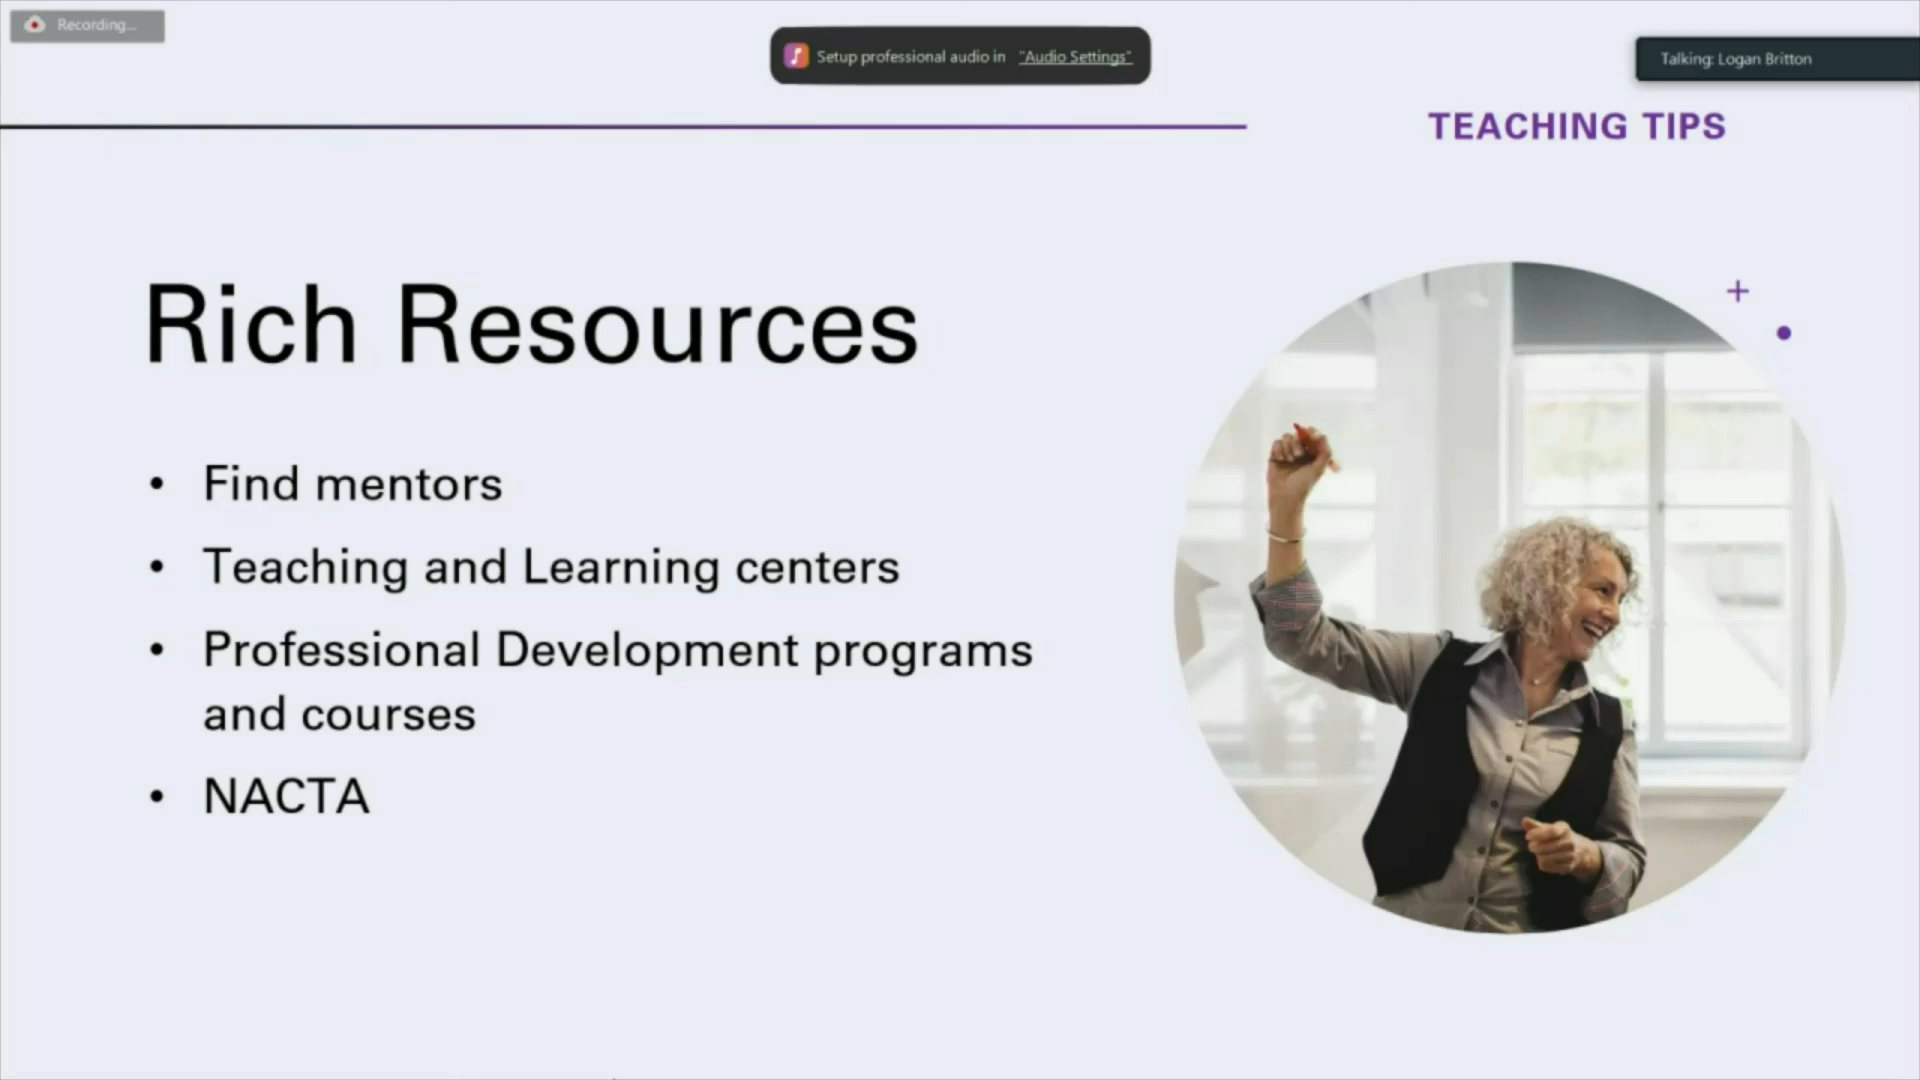 Recording...
Setup professional audio in "Audio Settings"
Talking: Logan Britton
TEACHING TIPS
Rich Resources
• Find mentors
• Teaching and Learning centers
• Professional Development programs
and courses
• NACTA